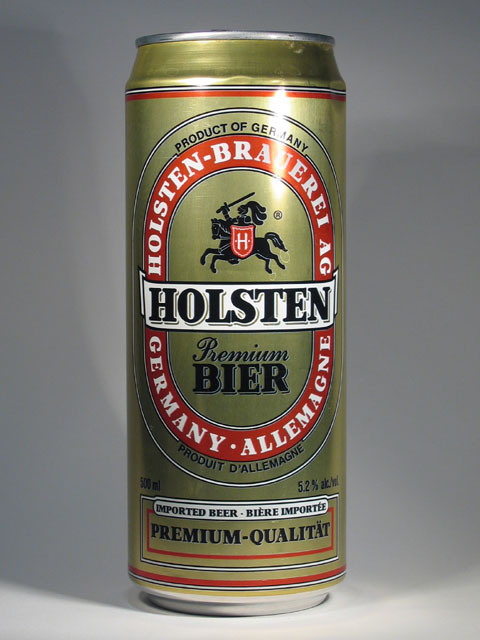 PRODUCT OF GERMANY
HOLSTEN-BRAUEREI AG
H
®
HOLSTEN
Premium
BIER
GERMANY · ALLEMAGNE
PRODUIT D'ALLEMAGNE
500 ml
5.2 % alc./vol.
IMPORTED BEER - BIÈRE IMPORTÉE
PREMIUM-QUALITÄT